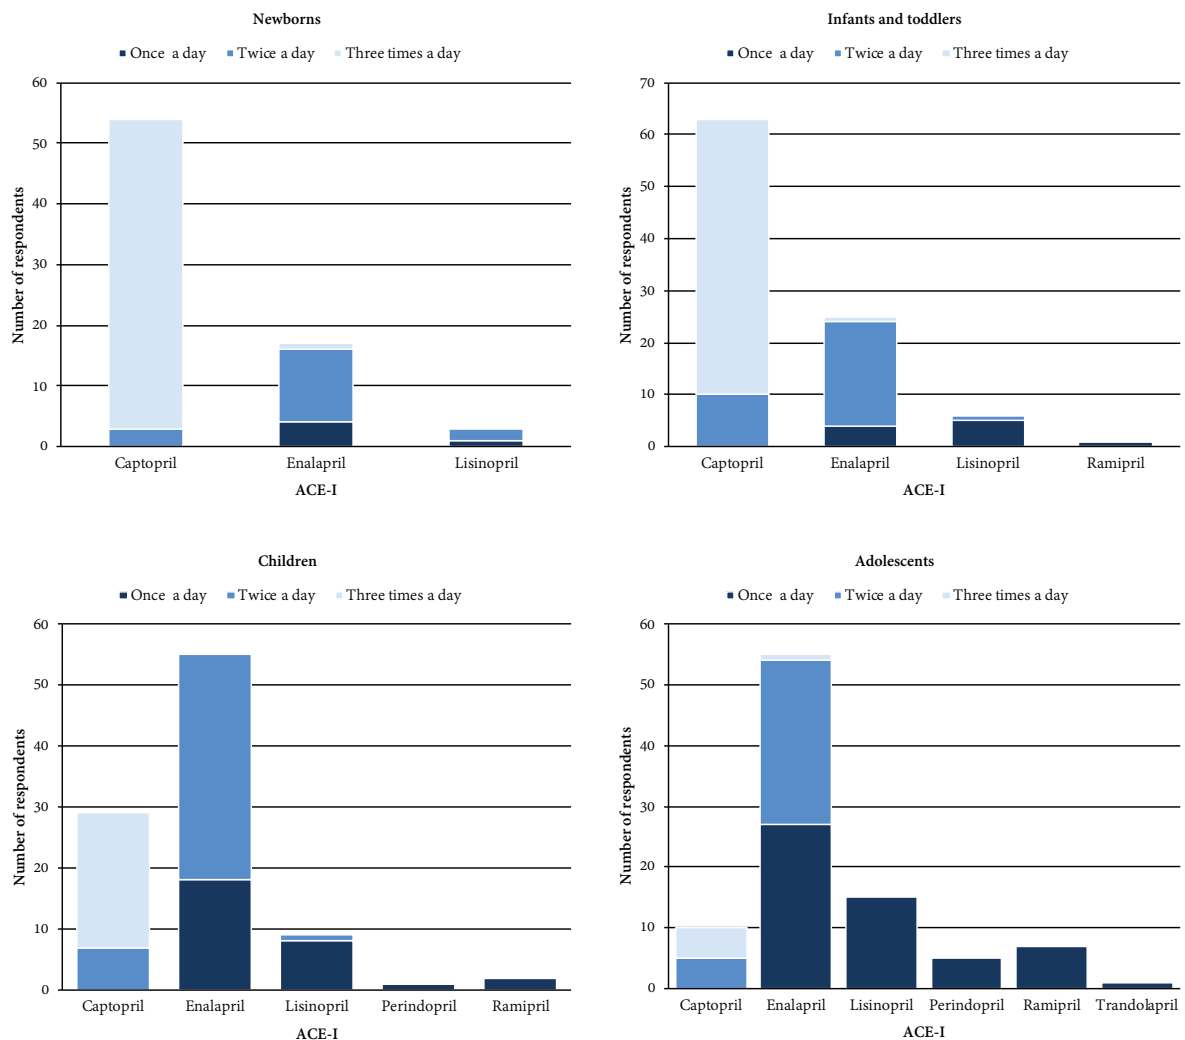 Newborns
Once a day Twice a day Three times a day
Number of respondents
60
50
40
30
20
10
0
Captopril Enalapril Lisinopril
ACE-I
Infants and toddlers
Once a day Twice a day Three times a day
Number of respondents
70
60
50
40
30
20
10
0
Captopril Enalapril Lisinopril Ramipril
ACE-I
Children
Once a day Twice a day Three times a day
Number of respondents
60
50
40
30
20
10
0
Captopril Enalapril Lisinopril Perindopril Ramipril
ACE-I
Adolescents
Once a day Twice a day Three times a day
Number of respondents
60
50
40
30
20
10
0
Captopril Enalapril Lisinopril Perindopril Ramipril Trandolapril
ACE-I